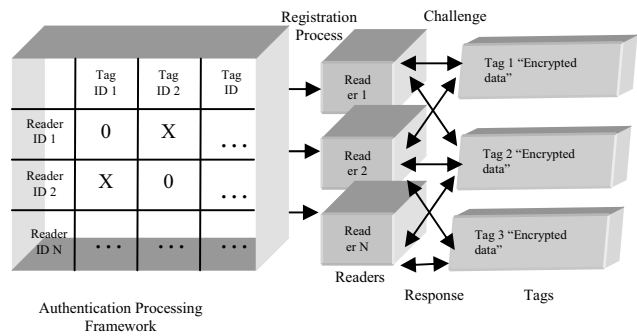 Registration
Process
Challenge
Tag
ID 1
Tag
ID 2
Tag
ID
Reader
ID 1
0
X
...
Reader
ID 2
X
0
...
Reader
ID N
...
...
...
Read
er 1
Read
er 2
Read
er N
Readers
Tag 1 “Encrypted
data”
Tag 2 “Encrypted
data”
Tag 3 “Encrypted
data”
Response
Tags
Authentication Processing
Framework